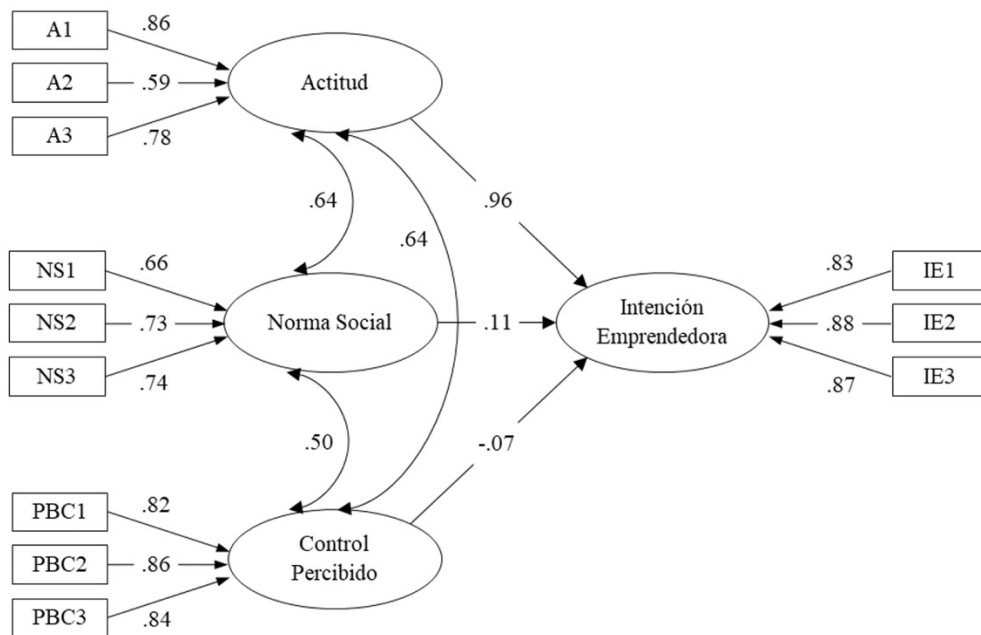 A1
.86
A2
.59
A3
.78
Actitud
.64
.64
.96
NS1
.66
NS2
.73
NS3
.74
Norma Social
.11
Intención
Emprendedora
.83
IE1
.88
IE2
.87
IE3
.50
-.07
PBC1
.82
PBC2
.86
PBC3
.84
Control
Percibido